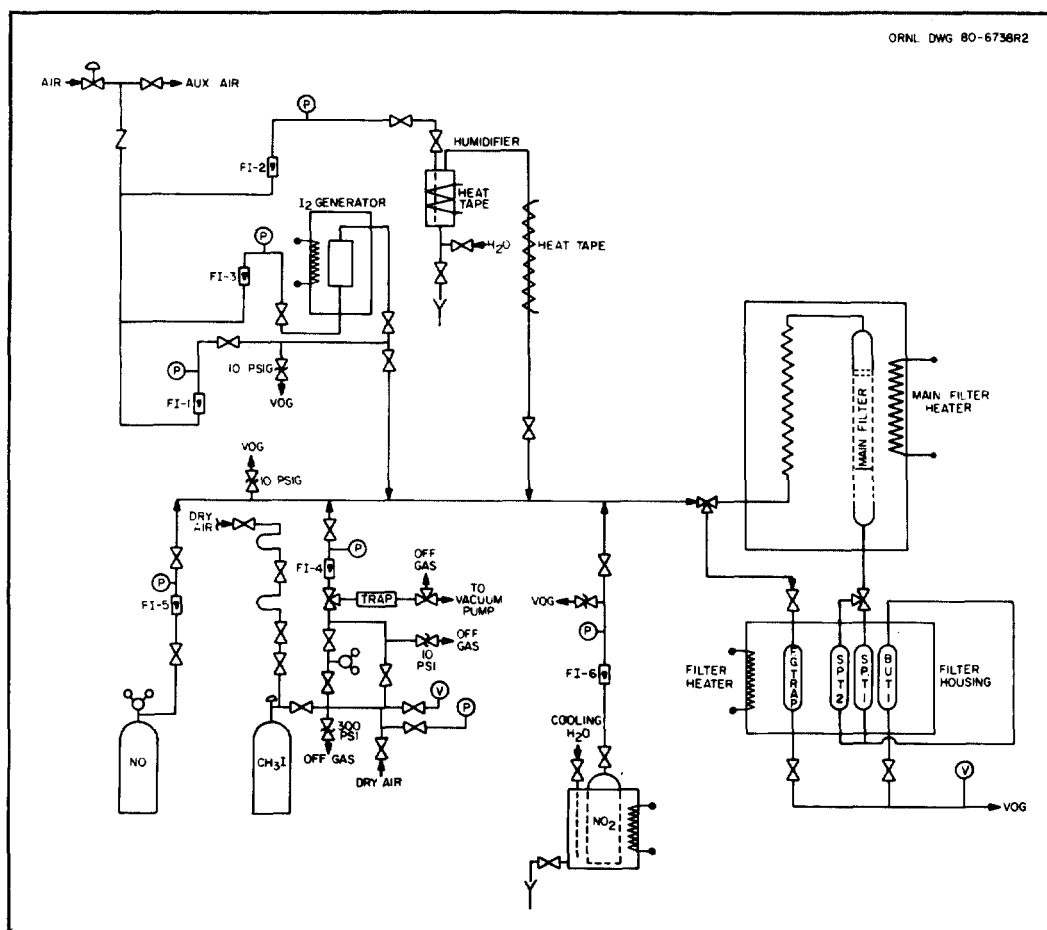 ORNL DWG 80-6738R2
AIR
AUX AIR
P
HUMIDIFIER
FI-2
HEAT
TAPE
I2 GENERATOR
P
H2O
HEAT TAPE
FI-3
P
10 PSIG
VOG
FI-1
MAIN FILTER
MAIN FILTER
HEATER
VOG
10 PSIG
DRY
AIR
P
OFF
GAS
FI-4
P
FI-5
TRAP
TO
VACUUM
PUMP
VOG
P
OFF
GAS
10
PSI
FI-6
FILTER
HEATER
FG TRAP
SPT 2
SPT 1
BUT 1
FILTER
HOUSING
V
P
COOLING
H2O
300
PSI
OFF GAS
DRY AIR
NO
CH3I
NO2
V
VOG